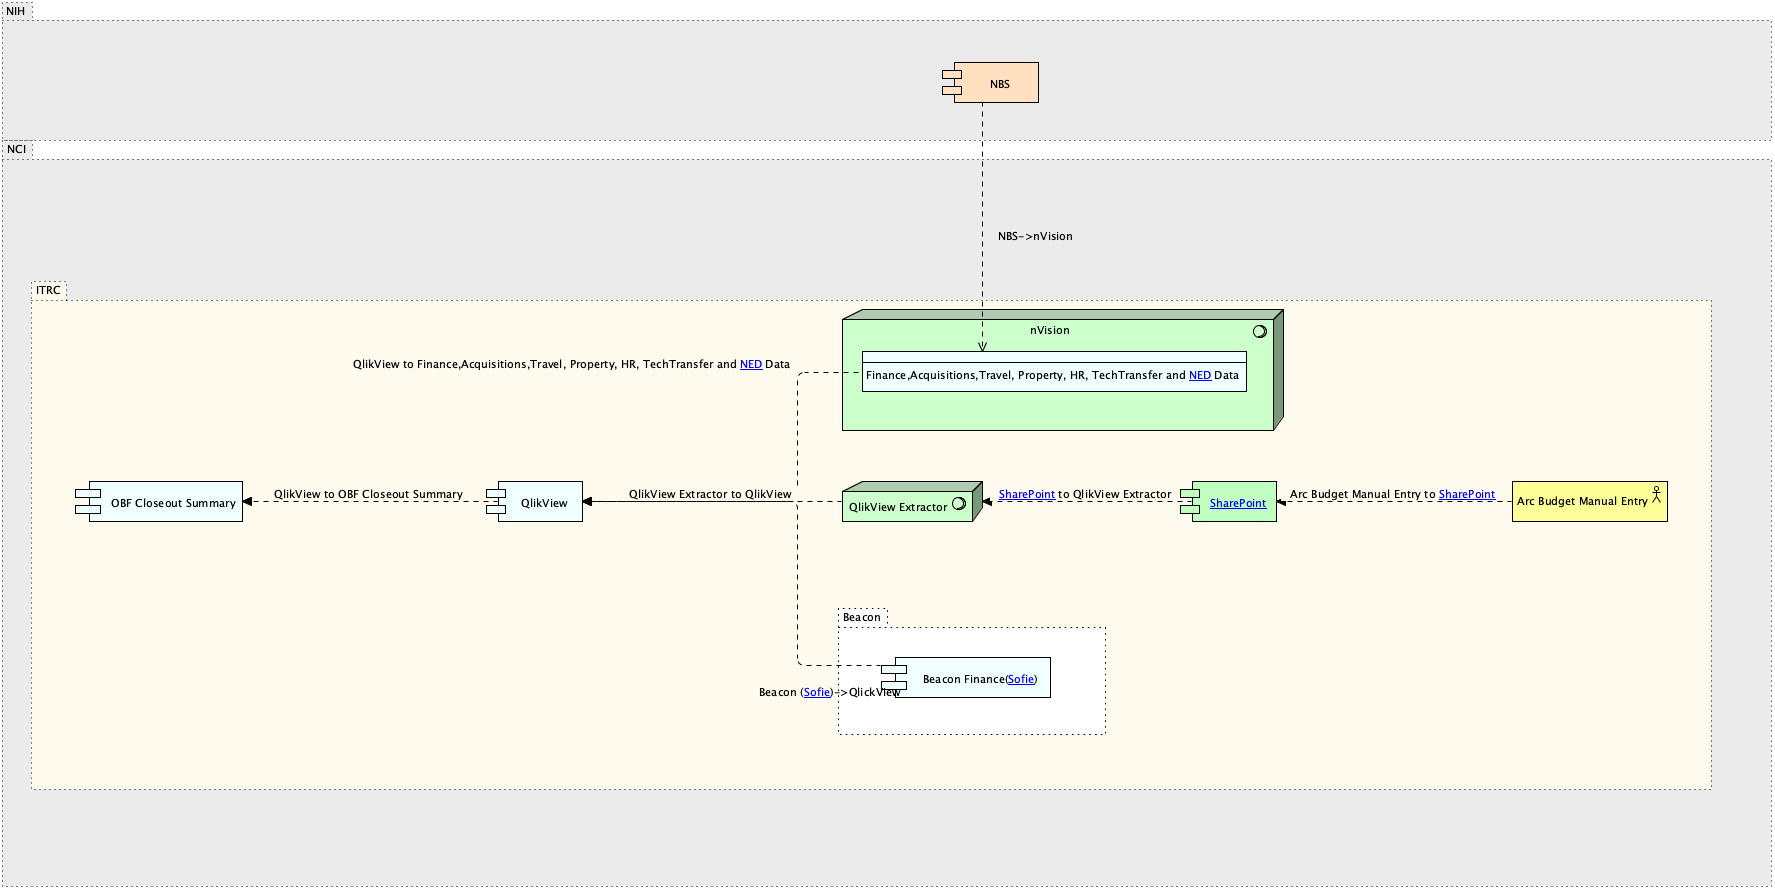 NIH
NBS
NCI
NBS->nVision
ITRC
nVision
QlikView to Finance,Acquisitions,Travel, Property, HR, TechTransfer and NED Data
Finance,Acquisitions,Travel, Property, HR, TechTransfer and NED Data
OBF Closeout Summary
QlikView to OBF Closeout Summary
QlikView
QlikView Extractor to QlikView
QlikView Extractor
SharePoint to QlikView Extractor
SharePoint
Arc Budget Manual Entry to SharePoint
Arc Budget Manual Entry
Beacon
Beacon Finance(Sofie)
Beacon (Sofie)->QlickView